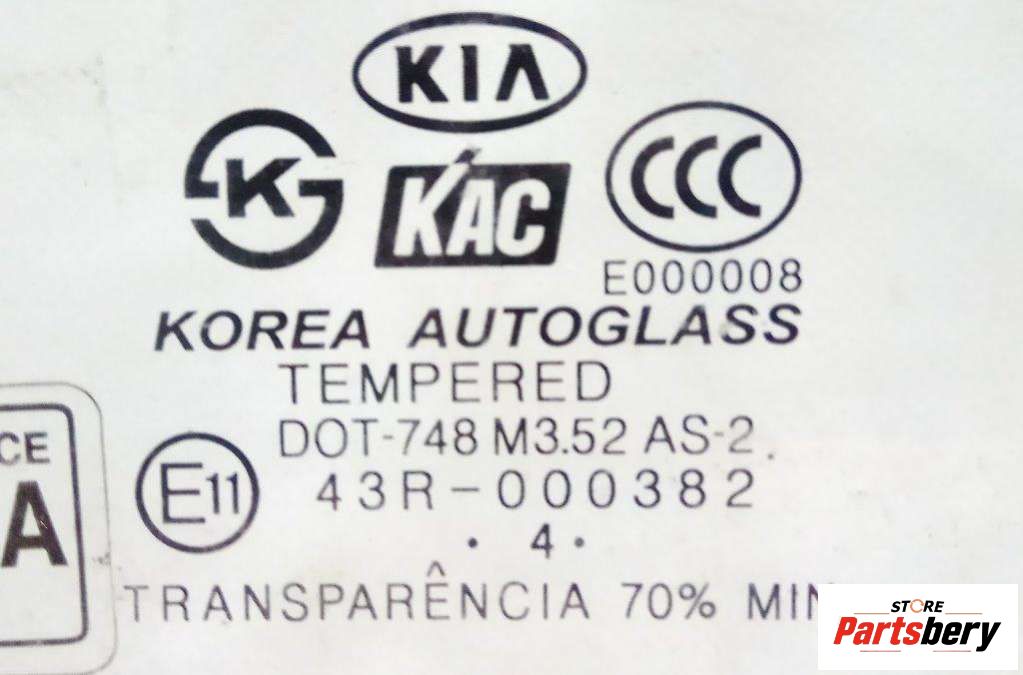 KIA
K
KAC
CCC
E000008
KOREA AUTOGLASS
TEMPERED
DOT-748 M3.52 AS-2
E11
43R-000382
. 4 .
TRANSPARÊNCIA 70%
CE
A
STORE
Partsbery